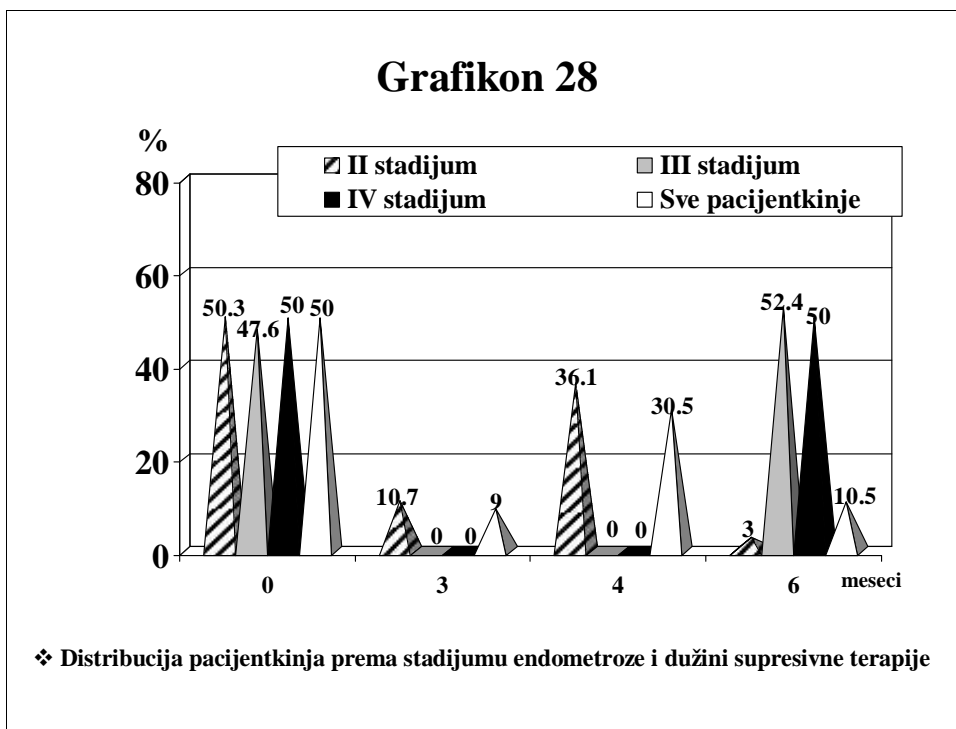 Grafikon 28
%
II stadijum III stadijum
IV stadijum Sve pacijentkinje
80
60
40
20
0
50.3 47.6 50 50
10.7 0 0 9
36.1 0 0 30.5
3 52.4 50 10.5
0 3 4 6 meseci
❖ Distribucija pacijentkinja prema stadijumu endometroze i dužini supresivne terapije